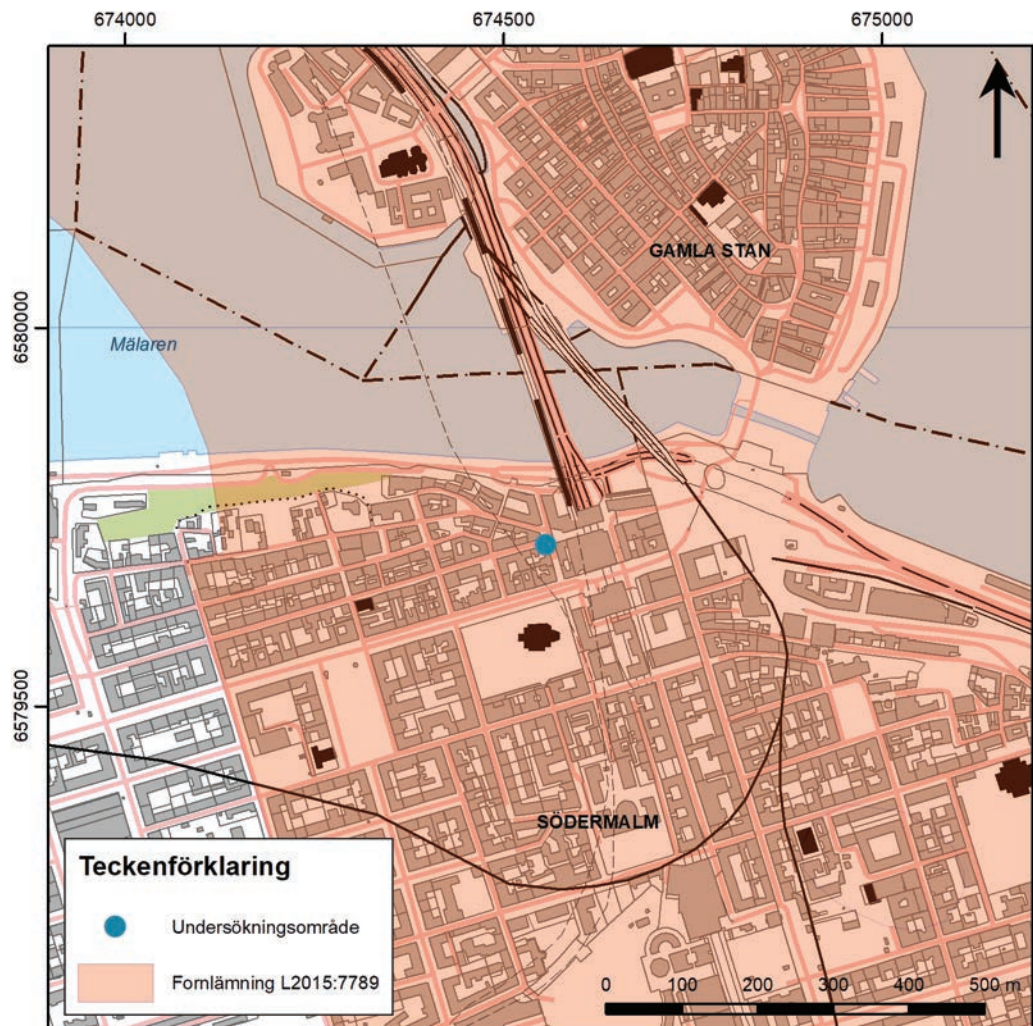 674000 674500 675000
GAMLA STAN
6580000
Mälaren
6579500
SÖDERMALM
Teckenförklaring
Undersökningsområde
Fornlämning L2015:7789
0 100 200 300 400 500 m